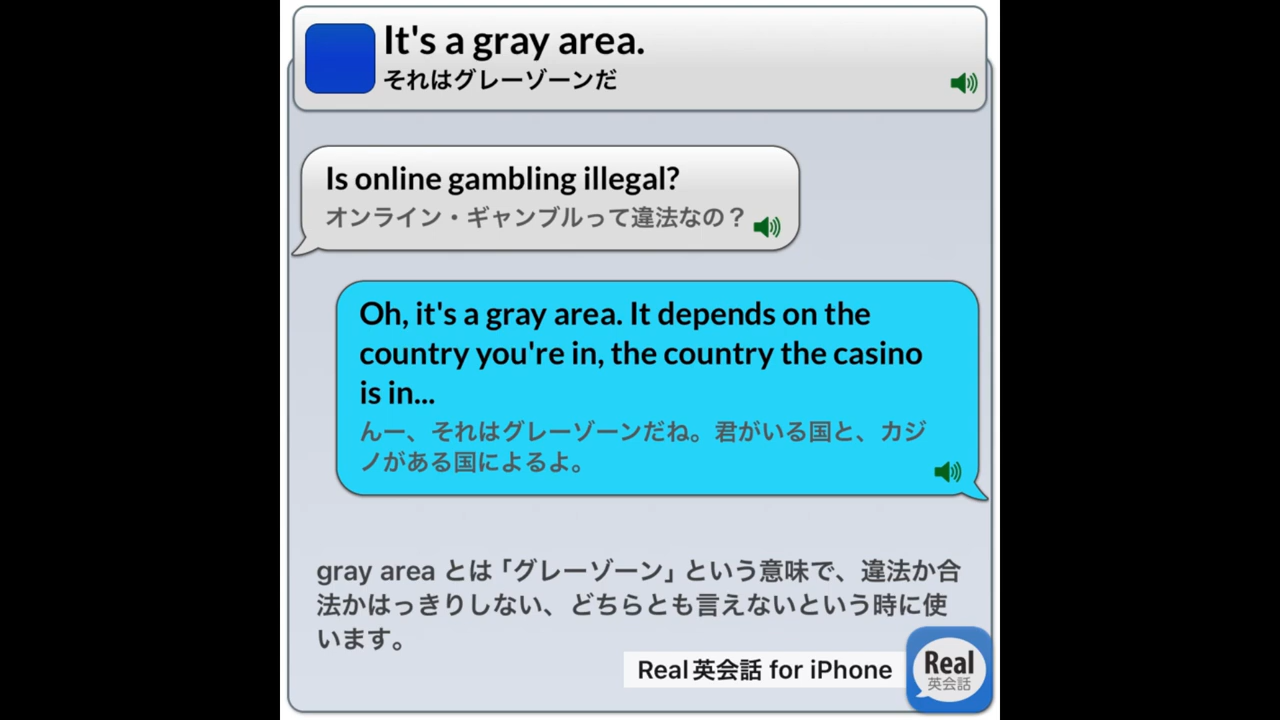 It's a gray area.
それはグレーゾーンだ
Is online gambling illegal?
オンライン・ギャンブルって違法なの？
Oh, it's a gray area. It depends on the
country you're in, the country the casino
is in...
んー、それはグレーゾーンだね。君がいる国と、カジ
ノがある国によるよ。
gray area とは「グレーゾーン」という意味で、違法か合
法かはっきりしない、どちらとも言えないという時に使
います。
Real英会話 for iPhone
Real
英会話